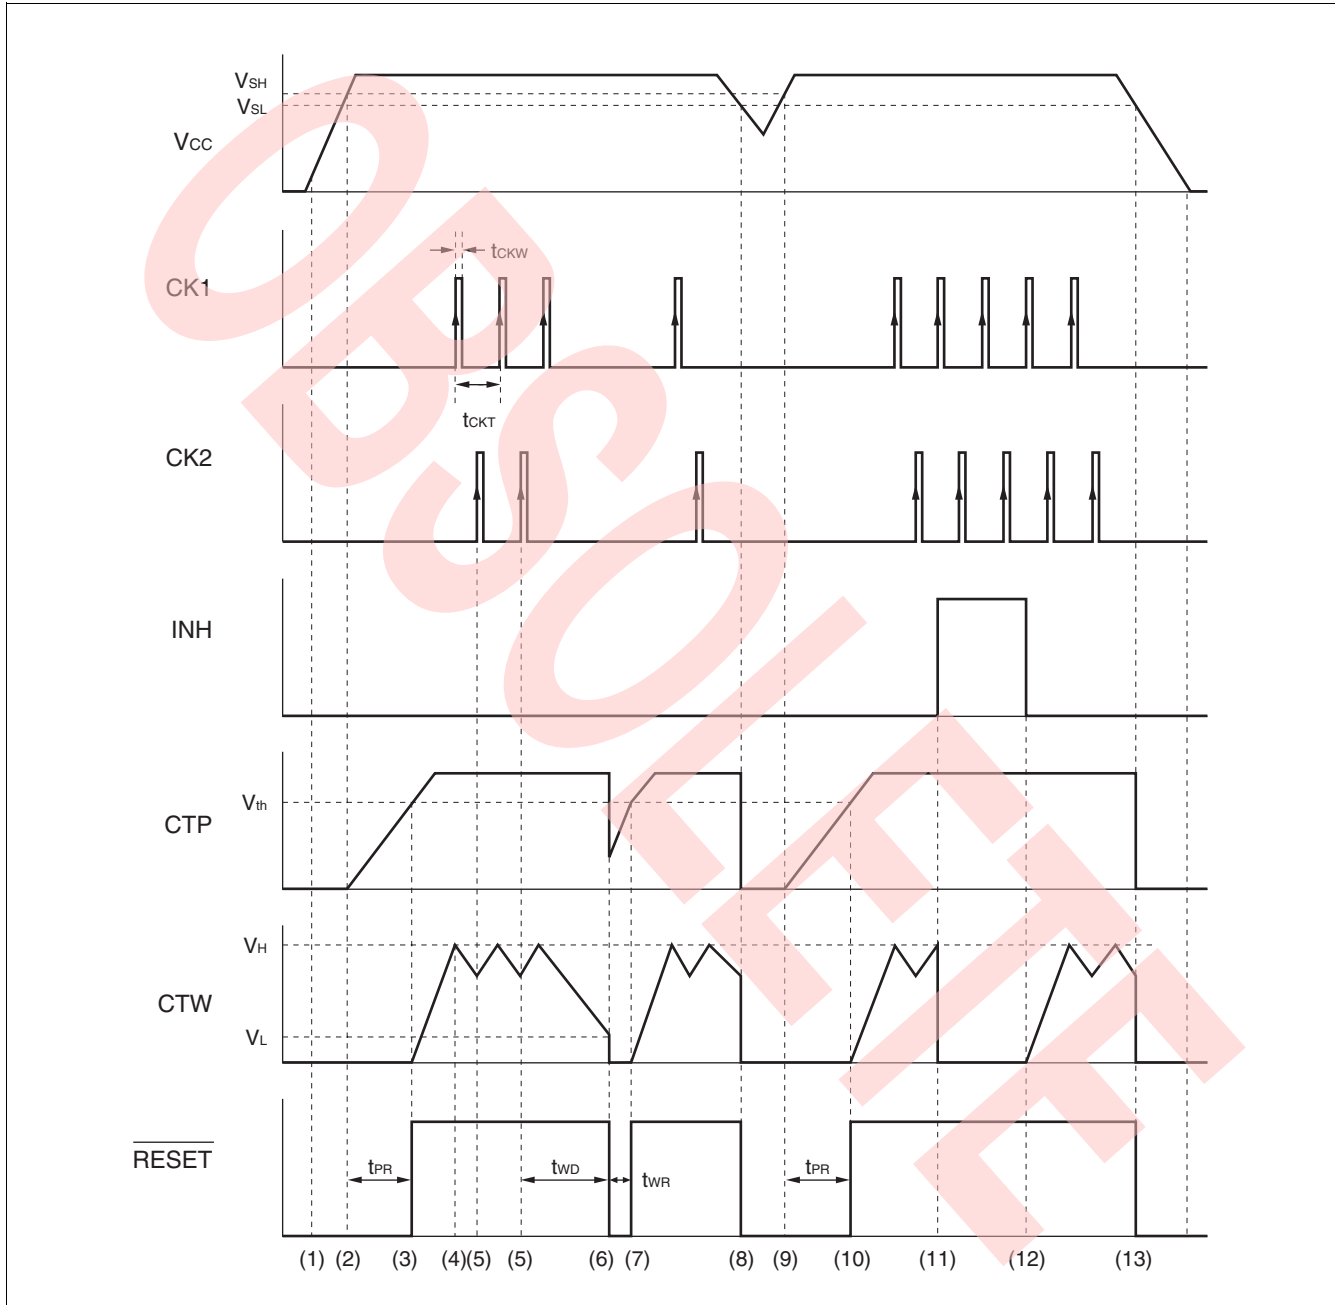 VSH
VSL
VCC
tCKW
CK1
tCKT
CK2
INH
Vth
CTP
VH
CTW
VL
RESET
tPR
tWD
tWR
tPR
(1) (2) (3) (4) (5) (5) (6) (7) (8) (9) (10) (11) (12) (13)
OBSOLETE